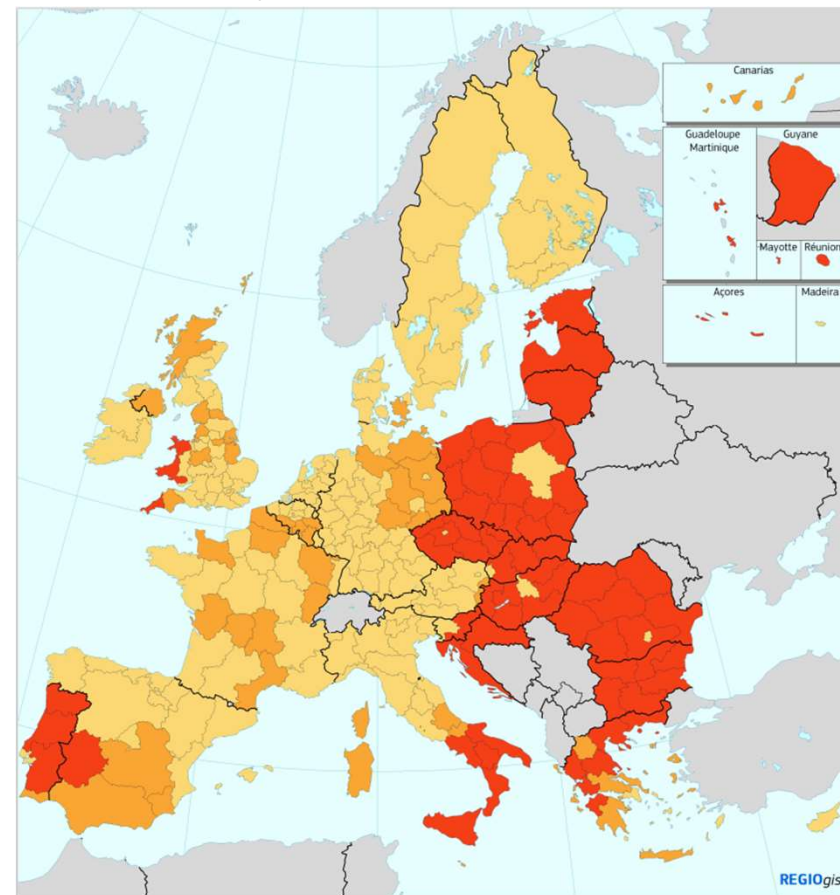 Canarias
Guadeloupe
Martinique
Guyane
Mayotte
Réunion
Açores
Madeira
REGIOgis